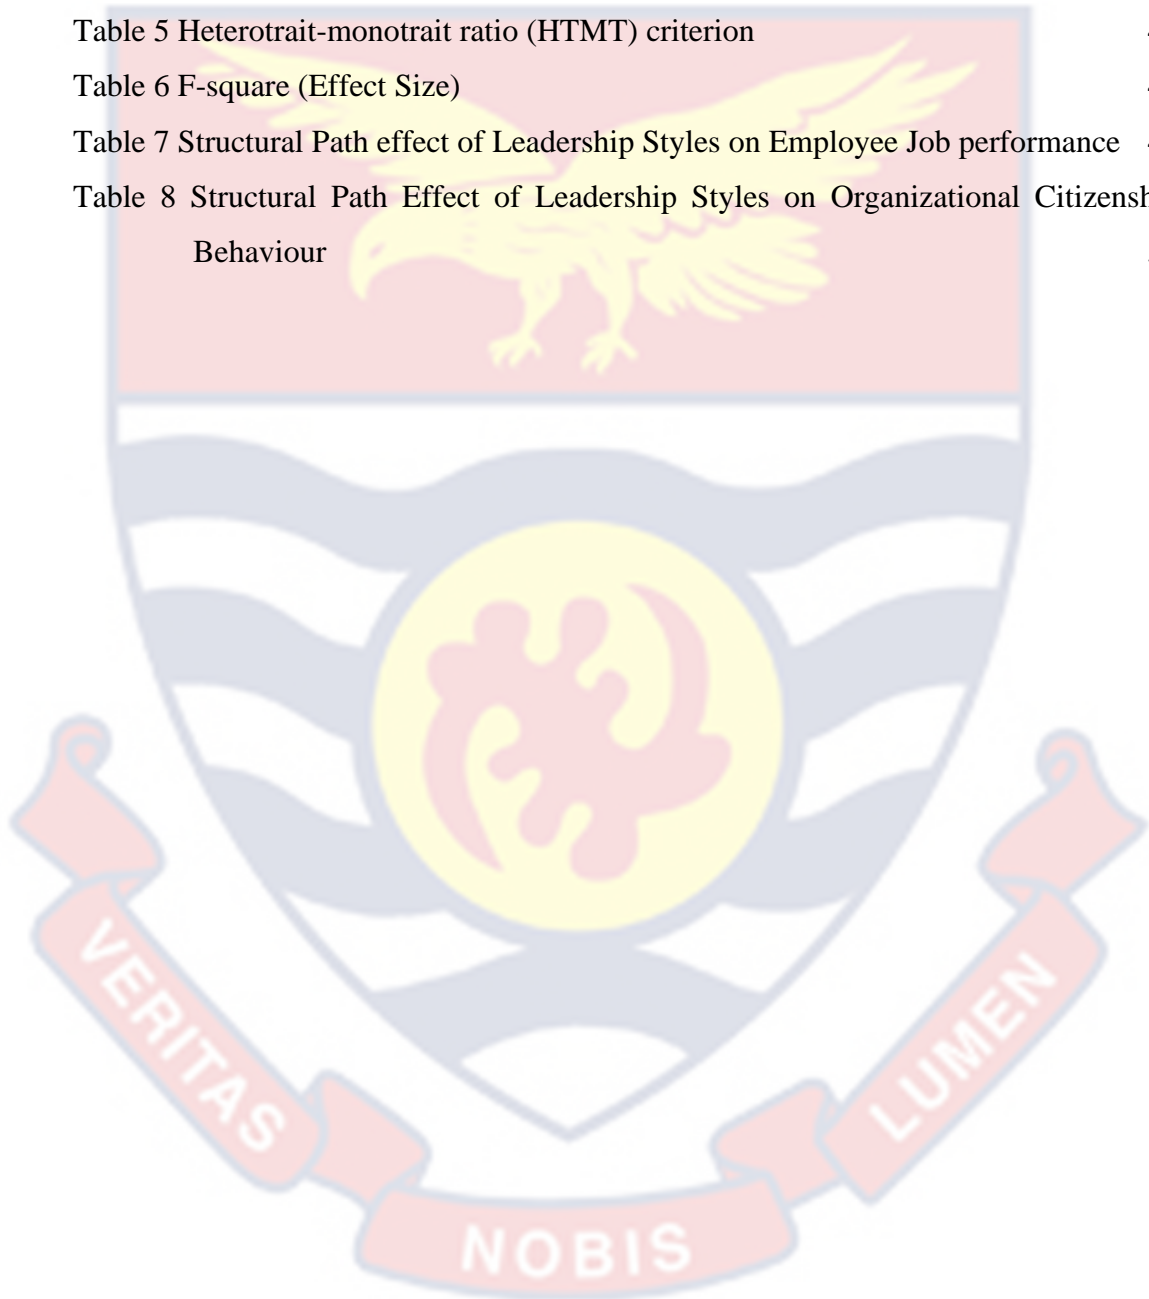 Table 5 Heterotrait-monotrait ratio (HTMT) criterion
Table 6 F-square (Effect Size)
Table 7 Structural Path effect of Leadership Styles on Employee Job performance
Table 8 Structural Path Effect of Leadership Styles on Organizational
Behaviour
VERITAS
NOBIS
LUMEN